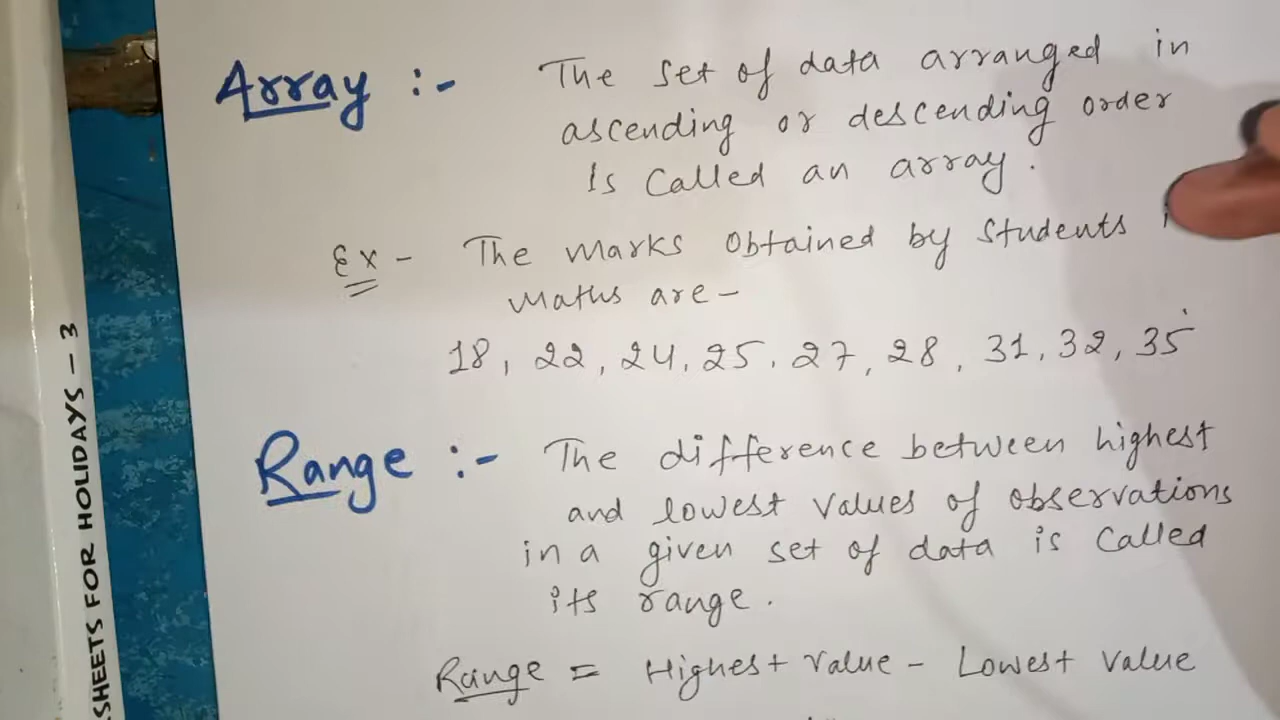 Array :- The set of data arranged in
ascending or descending order
is called an array.
Ex - The marks obtained by students
Maths are -
18, 22, 24, 25, 27, 28, 31, 32, 35
Range :- The difference between highest
and lowest values of observations
in a given set of data is called
its range.
Range = Highest value - Lowest value
SHEETS FOR HOLIDAYS - 3